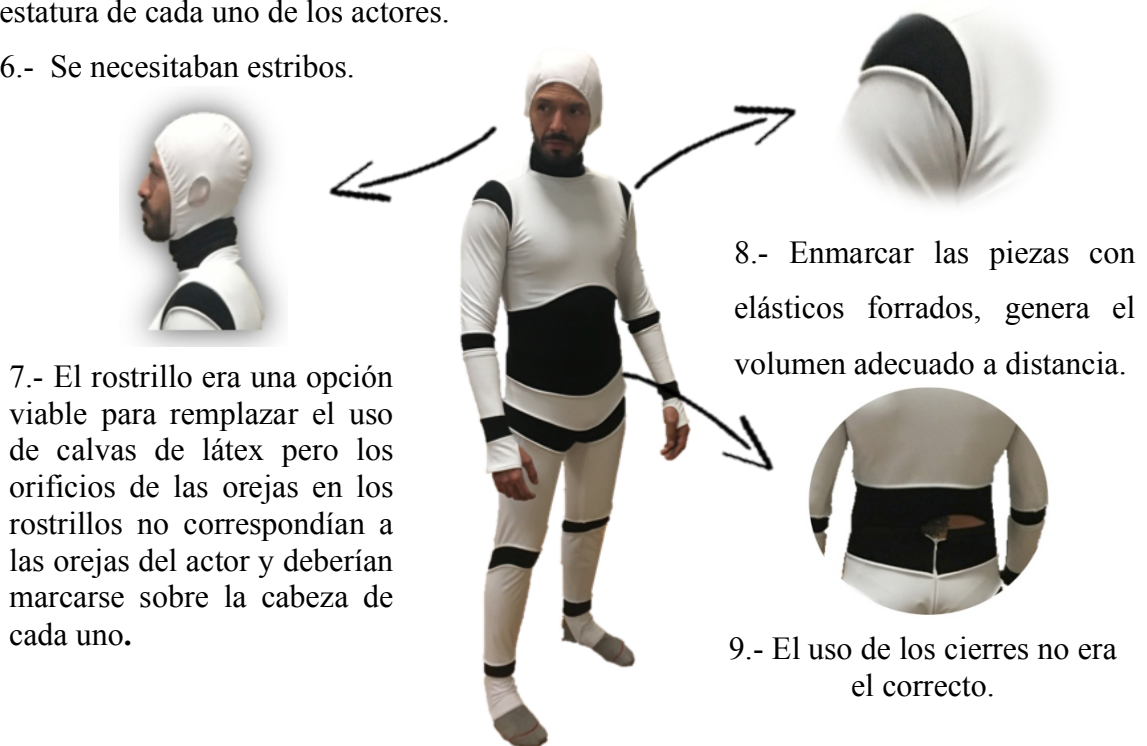 estatura de cada uno de los actores.
6.- Se necesitaban estribos.
7.- El rostrillo era una opción
viable para remplazar el uso
de calvas de látex pero los
orificios de las orejas en los
rostrillos no correspondían a
las orejas del actor y deberían
marcarse sobre la cabeza de
cada uno.
8.- Enmarcar las piezas con
elásticos forrados, genera el
volumen adecuado a distancia.
9.- El uso de los cierres no era
el correcto.